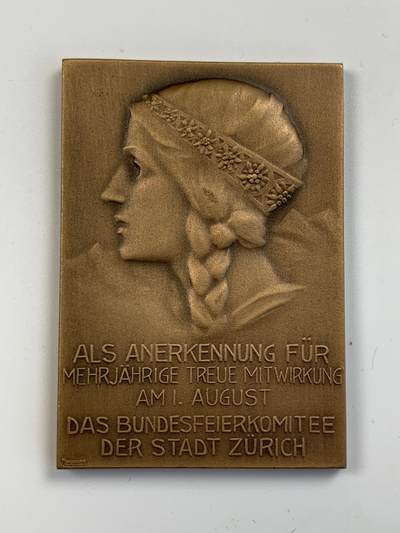 ALS ANERKENNUNG FÜR
MEHRJÄHRIGE TREUE MITWIRKUNG
AM 1. AUGUST
DAS BUNDESFEIERKOMITEE
DER STADT ZÜRICH